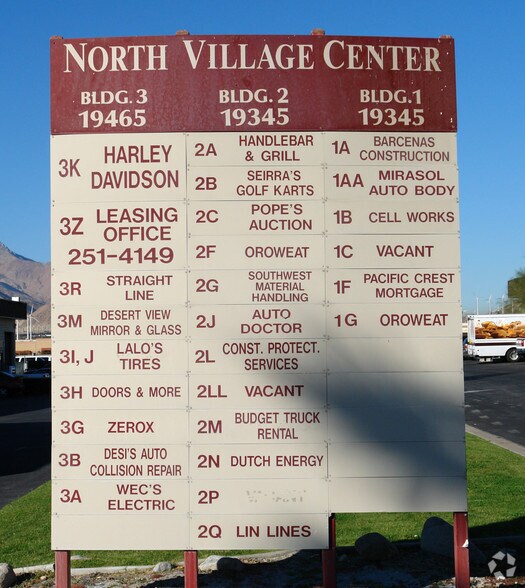 NORTH VILLAGE CENTER
BLDG. 3
19465
BLDG. 2
19345
BLDG. 1
19345
3K HARLEY
DAVIDSON
3Z LEASING
OFFICE
251-4149
3R STRAIGHT
LINE
3M DESERT VIEW
MIRROR & GLASS
3I, J LALO'S
TIRES
3H DOORS & MORE
3G ZEROX
3B DESI'S AUTO
COLLISION REPAIR
3A WEC'S
ELECTRIC
2A HANDLEBAR
& GRILL
2B SEIRRA'S
GOLF KARTS
2C POPE'S
AUCTION
2F OROWEAT
2G SOUTHWEST
MATERIAL
HANDLING
2J AUTO
DOCTOR
2L CONST. PROTECT.
SERVICES
2LL VACANT
2M BUDGET TRUCK
RENTAL
2N DUTCH ENERGY
2P
2Q LIN LINES
1A BARCENAS
CONSTRUCTION
1AA MIRASOL
AUTO BODY
1B CELL WORKS
1C VACANT
1F PACIFIC CREST
MORTGAGE
1G OROWEAT